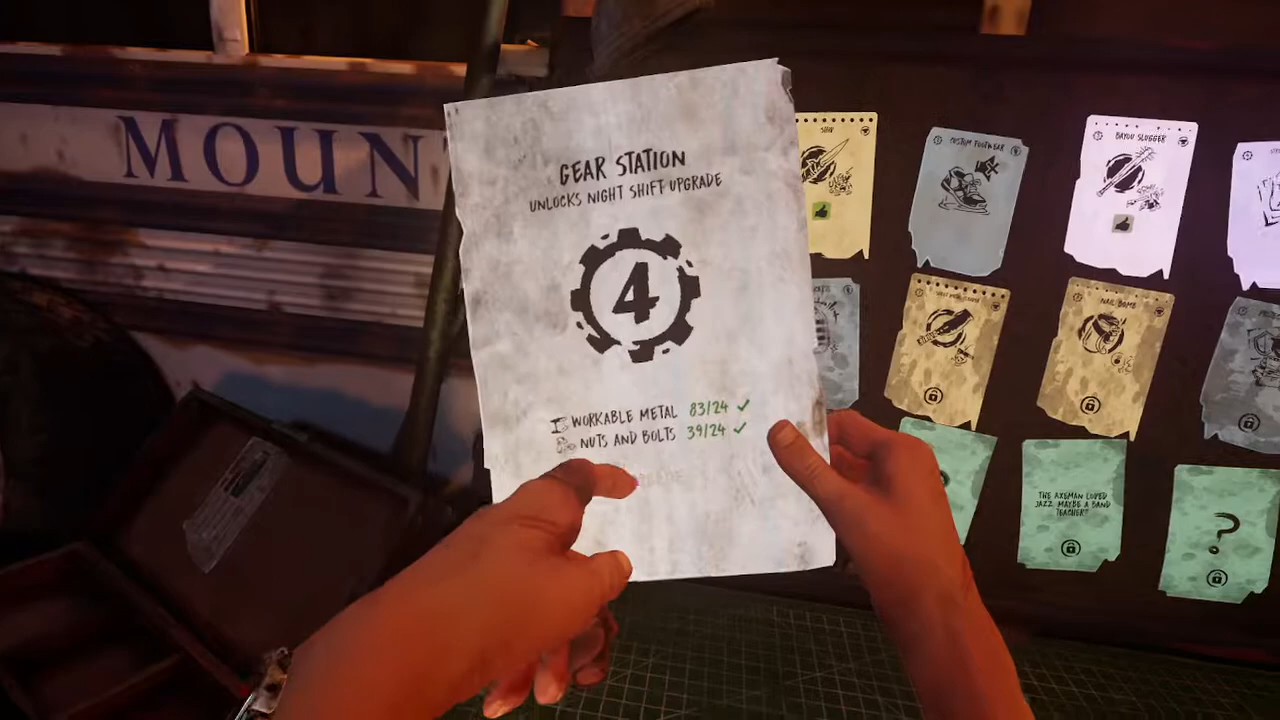 MOUN
GEAR STATION
UNLOCKS NIGHT SHIFT UPGRADE
4
WORKABLE METAL 83/24 ✓
NUTS AND BOLTS 39/24 ✓
CUSTOM FOOTWEAR
BAYOU SLUGGER
NAIL BOMB
THE AXEMAN LOVED
JAZZ. MAYBE A BAND
TEACHER?
?